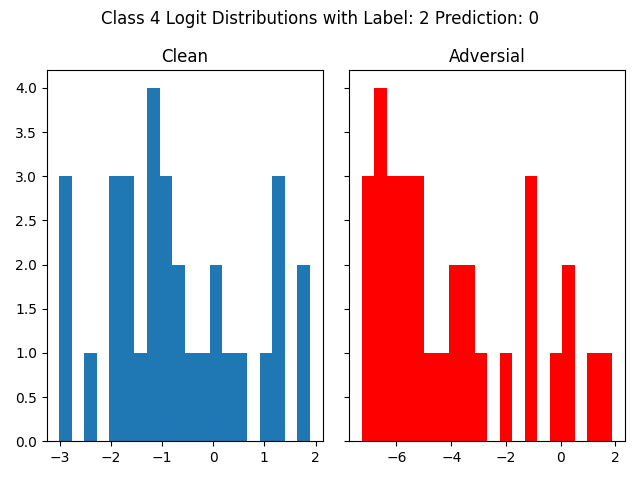 Class 4 Logit Distributions with Label: 2 Prediction: 0
Clean
Adversial
4.0
3.5
3.0
2.5
2.0
1.5
1.0
0.5
0.0
−3 −2 −1 0 1 2
−6 −4 −2 0 2